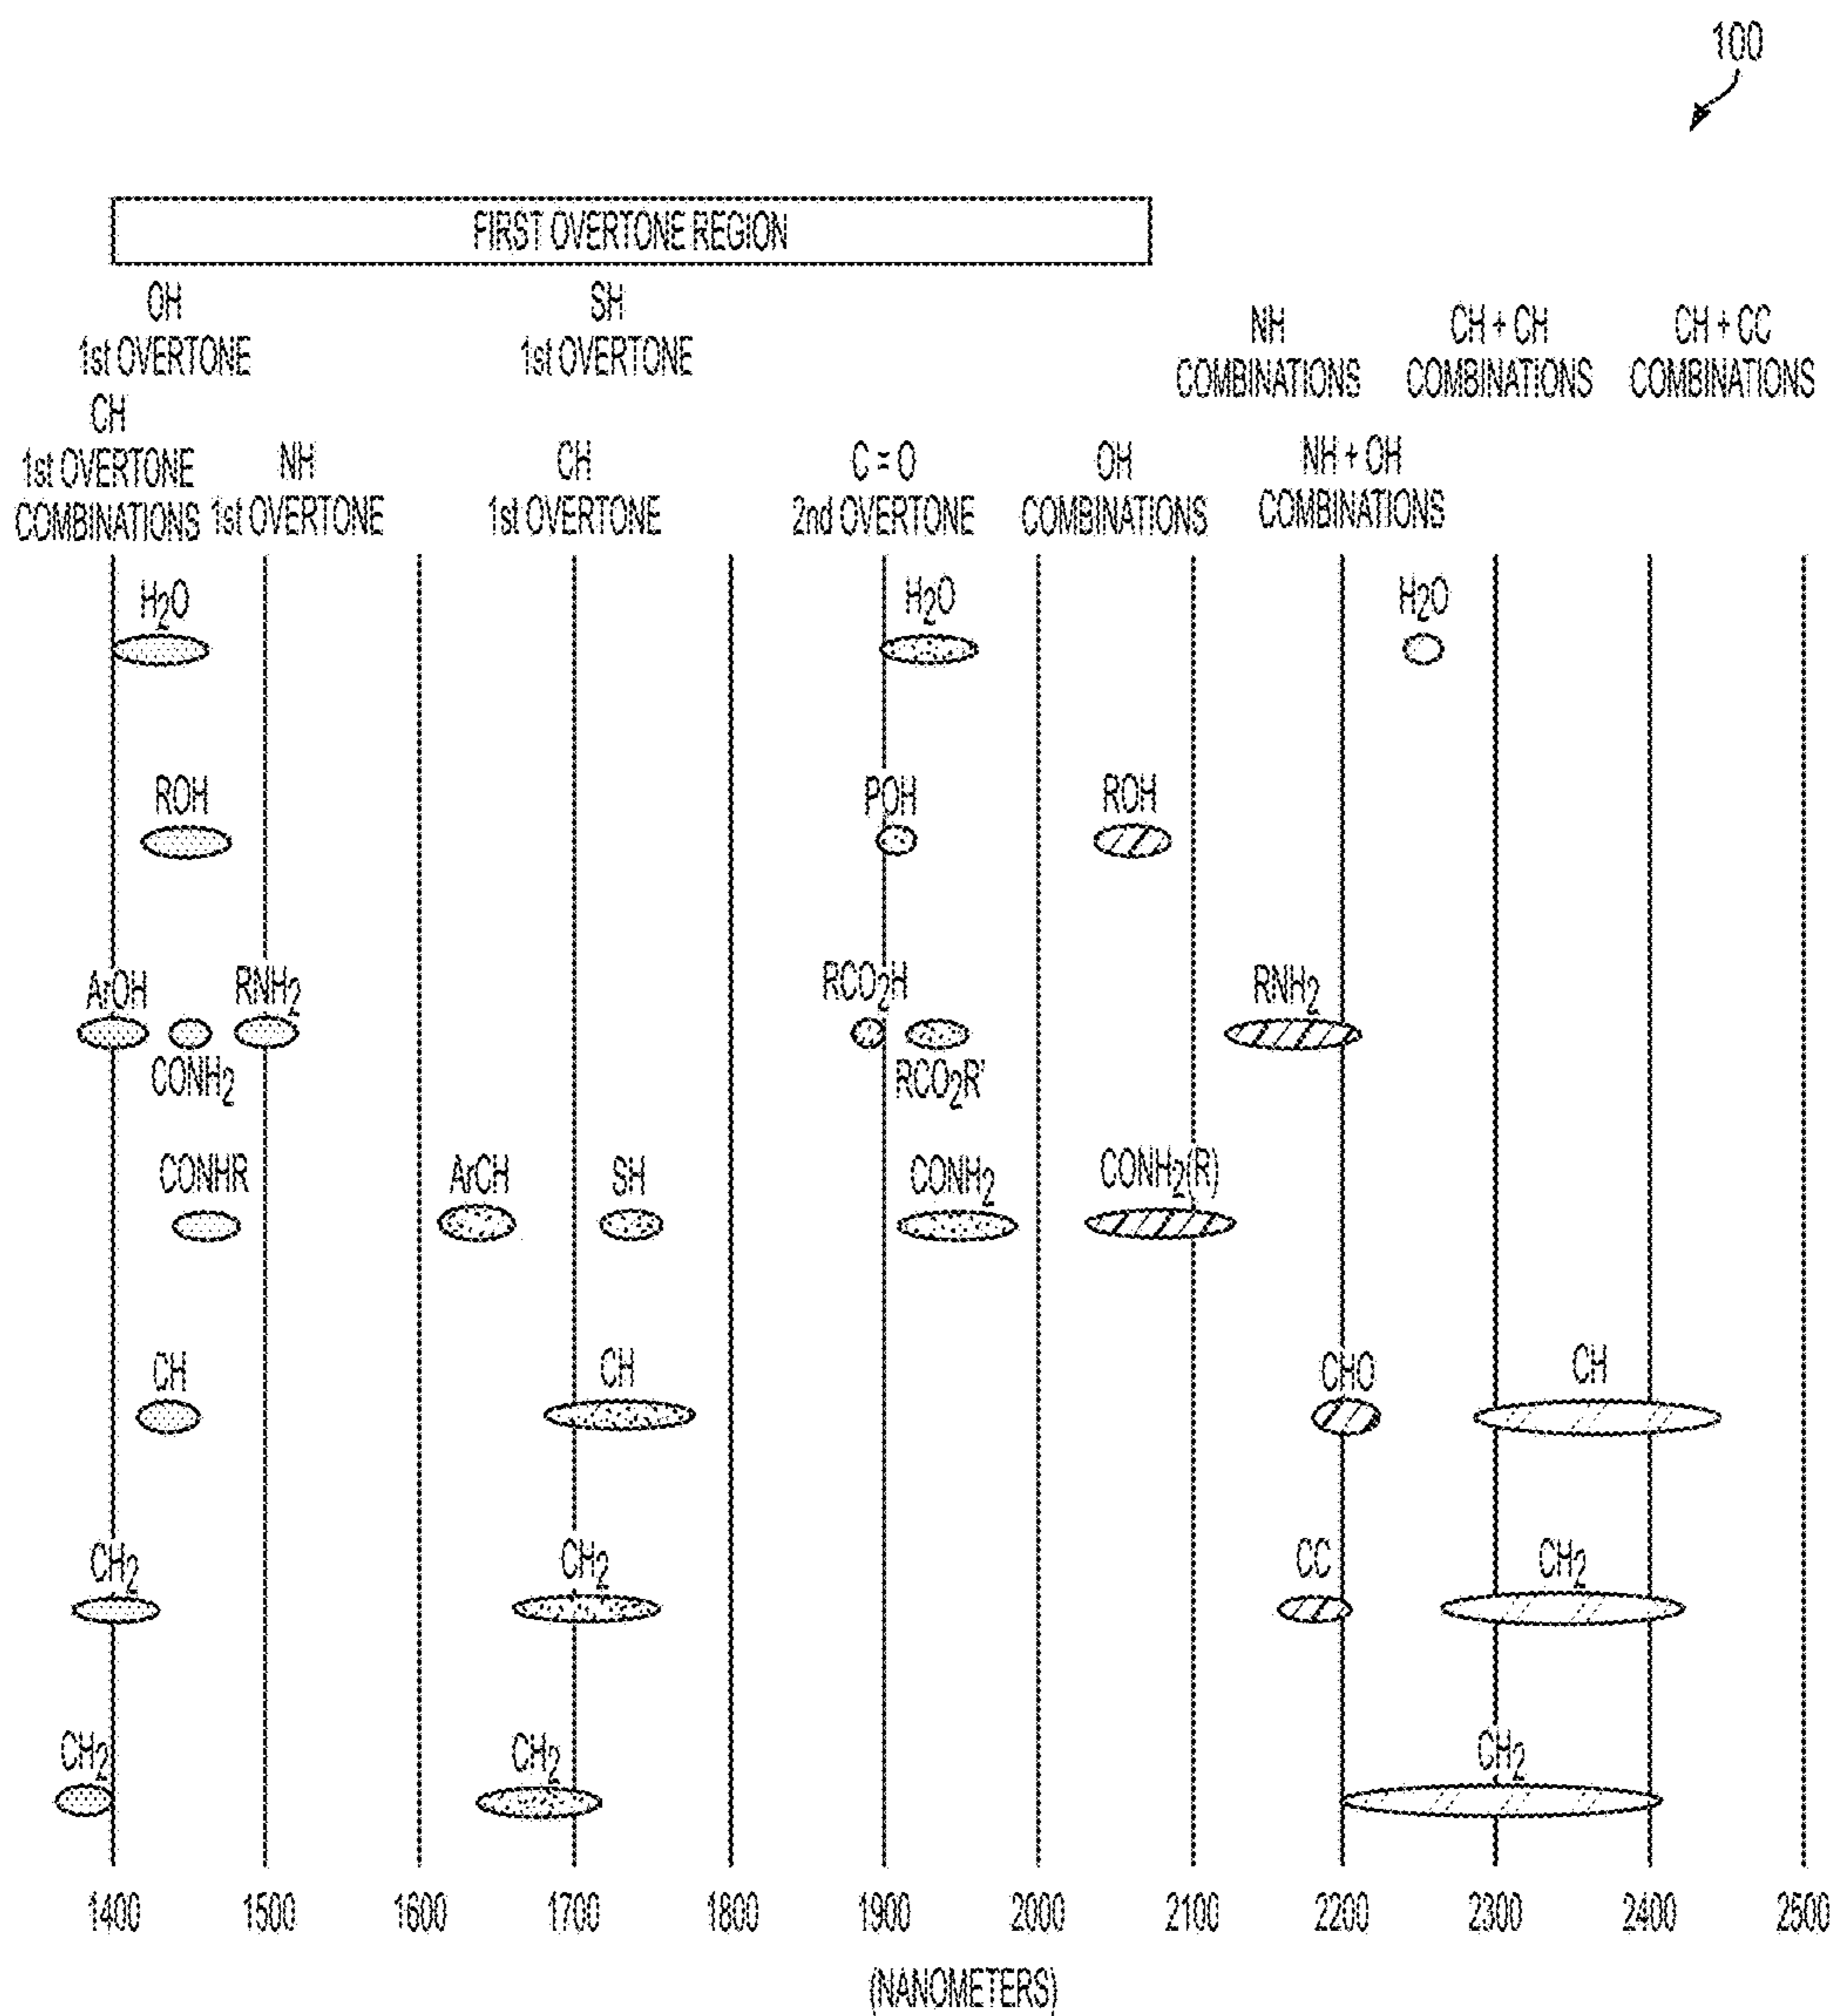 100
FIRST OVERTONE REGION
OH
1st OVERTONE
SH
1st OVERTONE
NH
COMBINATIONS
CH + CH
COMBINATIONS
CH + CC
COMBINATIONS
CH
1st OVERTONE
COMBINATIONS
NH
1st OVERTONE
CH
1st OVERTONE
C = O
2nd OVERTONE
OH
COMBINATIONS
NH + OH
COMBINATIONS
H2O H2O H2O
ROH POH ROH
ArOH RNH2 RCO2H RNH2
CONH2 RCO2R'
CONHR ArCH SH CONH2 CONH2(R)
CH CH CHO CH
CH2 CH2 CC CH2
CH2 CH2 CH2
1400 1500 1600 1700 1800 1900 2000 2100 2200 2300 2400 2500
(NANOMETERS)